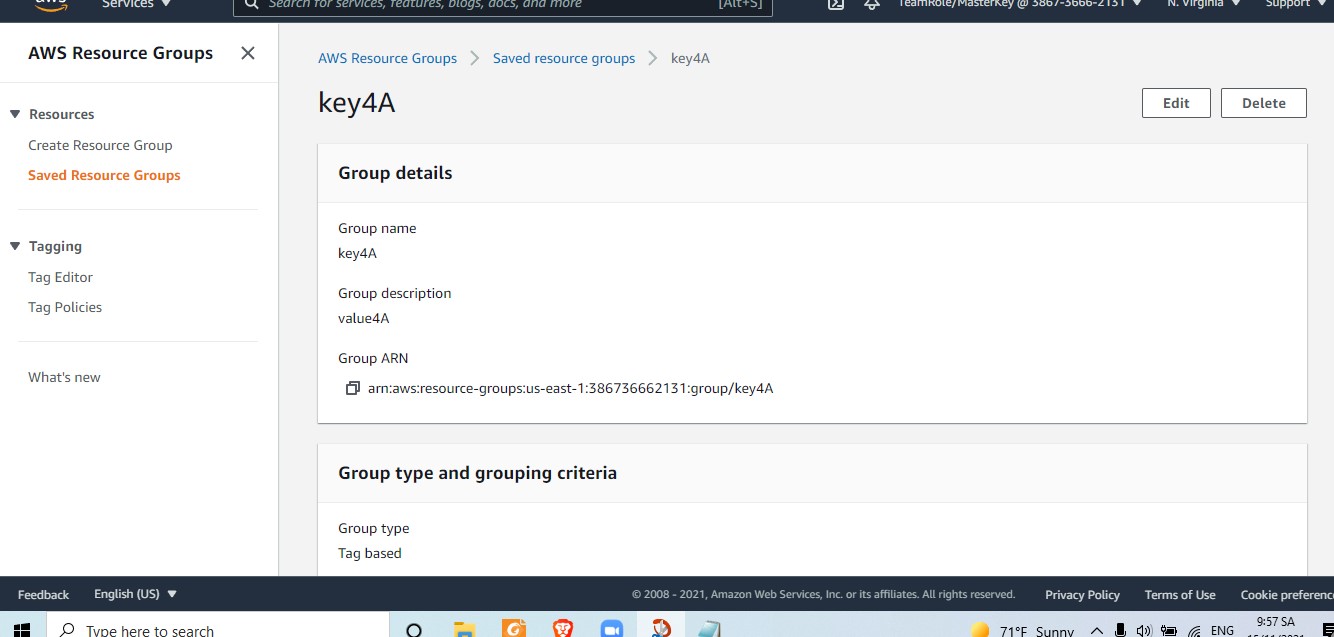 aws
Services
Search for services, features, blogs, docs, and more
[Alt+S]
TeamRole/MasterKey @ 3867-3666-2131
N. Virginia
Support
AWS Resource Groups
Resources
Create Resource Group
Saved Resource Groups
Tagging
Tag Editor
Tag Policies
What's new
AWS Resource Groups
Saved resource groups
key4A
key4A
Edit
Delete
Group details
Group name
key4A
Group description
value4A
Group ARN
arn:aws:resource-groups:us-east-1:386736662131:group/key4A
Group type and grouping criteria
Group type
Tag based
Feedback
English (US)
© 2008 - 2021, Amazon Web Services, Inc. or its affiliates. All rights reserved.
Privacy Policy
Terms of Use
Cookie preferenc
Type here to search
71°F Sunny
ENG
9:57 SA